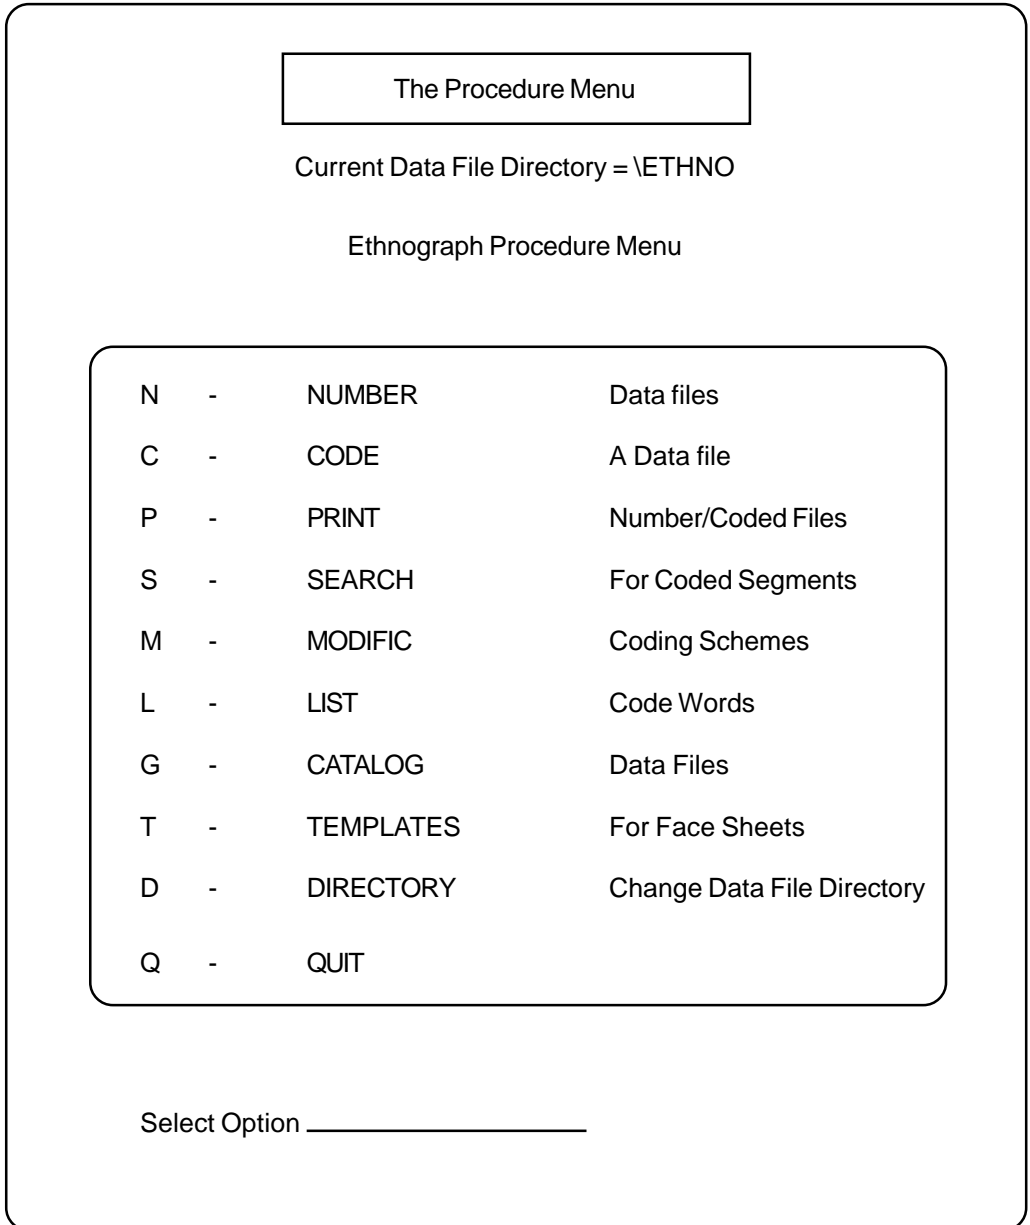 The Procedure Menu
Current Data File Directory = \ETHNO
Ethnograph Procedure Menu
N - NUMBER Data files
C - CODE A Data file
P - PRINT Number/Coded Files
S - SEARCH For Coded Segments
M - MODIFIC Coding Schemes
L - LIST Code Words
G - CATALOG Data Files
T - TEMPLATES For Face Sheets
D - DIRECTORY Change Data File Directory
Q - QUIT
Select Option